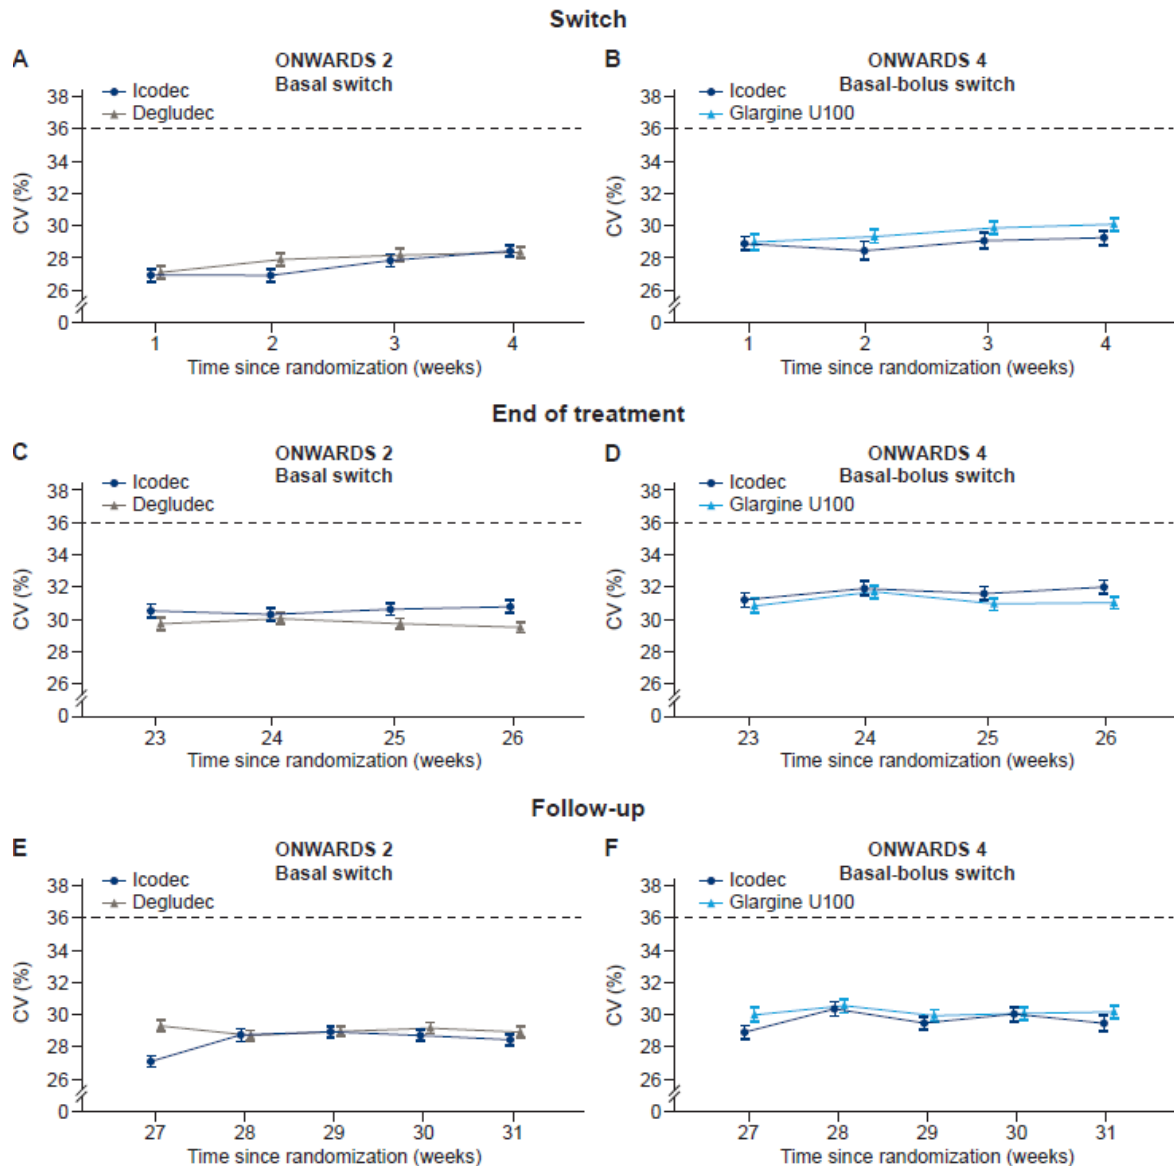 Switch
A
ONWARDS 2
Basal switch
Icodec
Degludec
38
36
34
32
30
28
26
0
CV (%)
1 2 3 4
Time since randomization (weeks)
B
ONWARDS 4
Basal-bolus switch
Icodec
Glargine U100
38
36
34
32
30
28
26
0
CV (%)
1 2 3 4
Time since randomization (weeks)
End of treatment
C
ONWARDS 2
Basal switch
Icodec
Degludec
38
36
34
32
30
28
26
0
CV (%)
23 24 25 26
Time since randomization (weeks)
D
ONWARDS 4
Basal-bolus switch
Icodec
Glargine U100
38
36
34
32
30
28
26
0
CV (%)
23 24 25 26
Time since randomization (weeks)
Follow-up
E
ONWARDS 2
Basal switch
Icodec
Degludec
38
36
34
32
30
28
26
0
CV (%)
27 28 29 30 31
Time since randomization (weeks)
F
ONWARDS 4
Basal-bolus switch
Icodec
Glargine U100
38
36
34
32
30
28
26
0
CV (%)
27 28 29 30 31
Time since randomization (weeks)